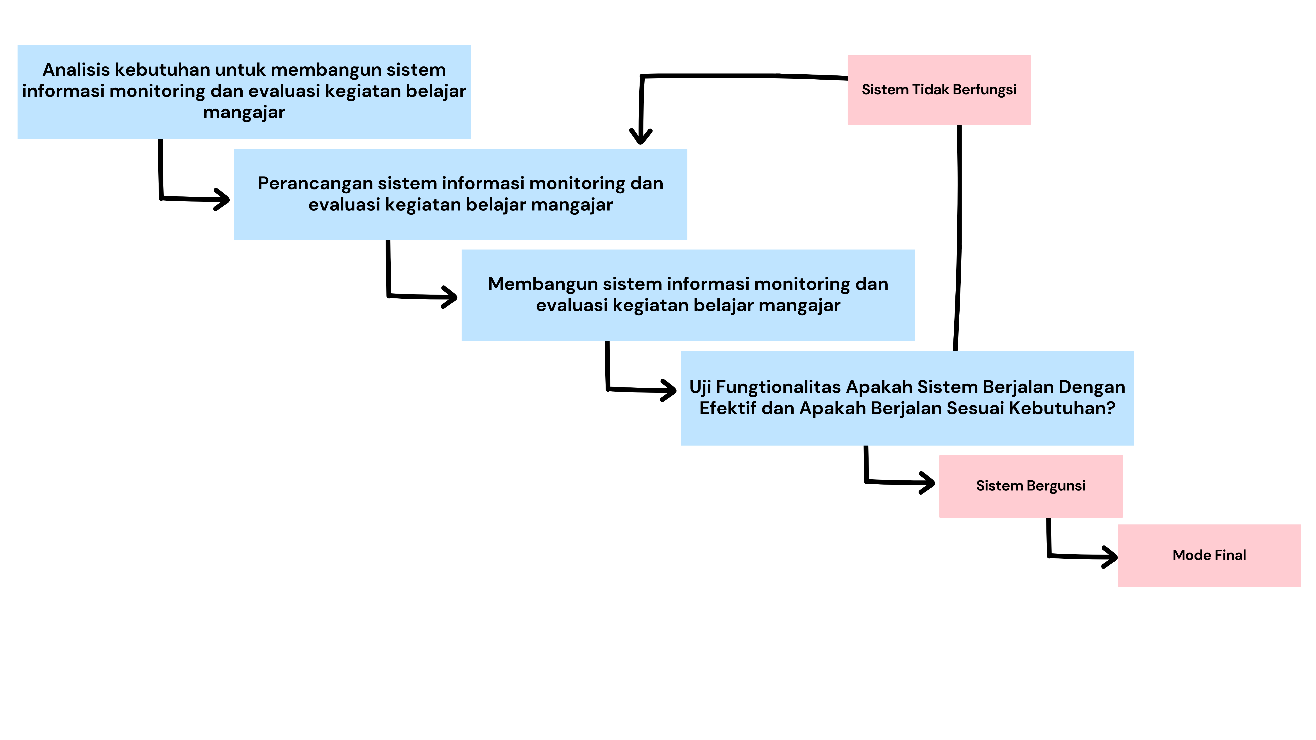 Analisis kebutuhan untuk membangun sistem
informasi monitoring dan evaluasi kegiatan belajar
mangajar
Sistem Tidak Berfungsi
Perancangan sistem informasi monitoring dan
evaluasi kegiatan belajar mangajar
Membangun sistem informasi monitoring dan
evaluasi kegiatan belajar mangajar
Uji Fungtionalitas Apakah Sistem Berjalan Dengan
Efektif dan Apakah Berjalan Sesuai Kebutuhan?
Sistem Bergunsi
Mode Final